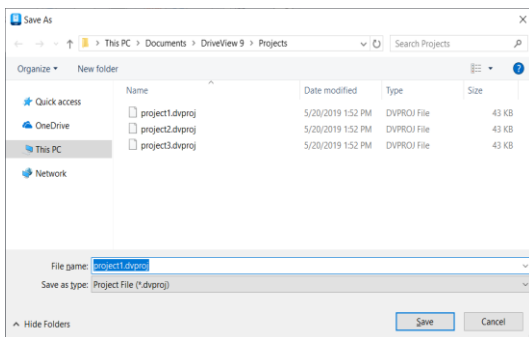 Save As
This PC > Documents > DriveView 9 > Projects
Search Projects
Organize
New folder
Name Date modified Type Size
Quick access
OneDrive
This PC
Network
project1.dvproj 5/20/2019 1:52 PM DVPROJ File 43 KB
project2.dvproj 5/20/2019 1:52 PM DVPROJ File 43 KB
project3.dvproj 5/20/2019 1:52 PM DVPROJ File 43 KB
File name: project1.dvproj
Save as type: Project File (*.dvproj)
Hide Folders
Save
Cancel